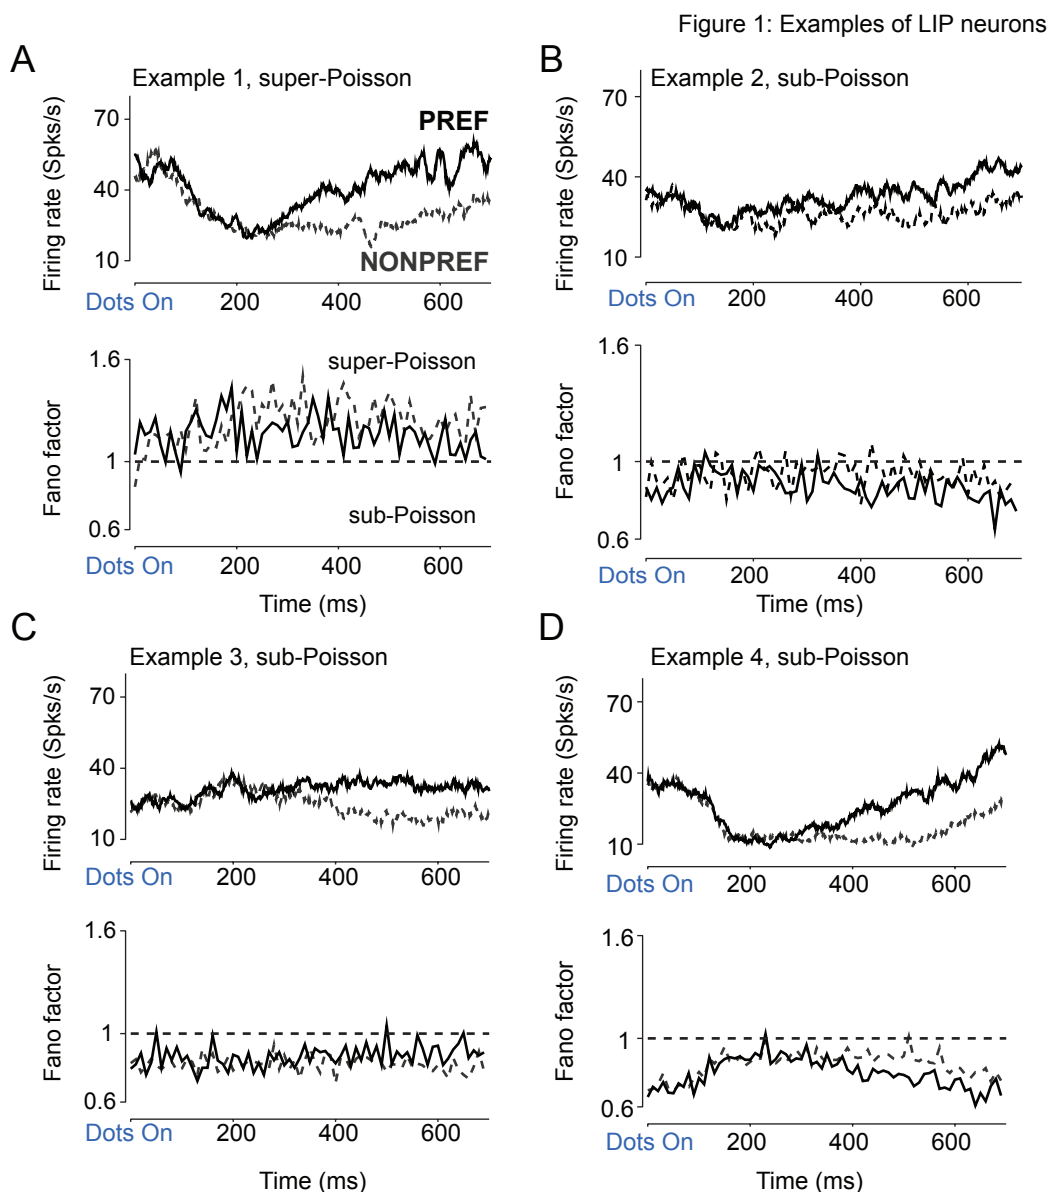 Figure 1: Examples of LIP neurons
A
Example 1, super-Poisson
Firing rate (Spks/s)
70
40
10
PREF
NONPREF
Dots On 200 400 600
Fano factor
1.6
1
0.6
super-Poisson
sub-Poisson
Dots On 200 400 600
Time (ms)
B
Example 2, sub-Poisson
Firing rate (Spks/s)
70
40
10
Dots On 200 400 600
Fano factor
1.6
1
0.6
Dots On 200 400 600
Time (ms)
C
Example 3, sub-Poisson
Firing rate (Spks/s)
70
40
10
Dots On 200 400 600
Fano factor
1.6
1
0.6
Dots On 200 400 600
Time (ms)
D
Example 4, sub-Poisson
Firing rate (Spks/s)
70
40
10
Dots On 200 400 600
Fano factor
1.6
1
0.6
Dots On 200 400 600
Time (ms)